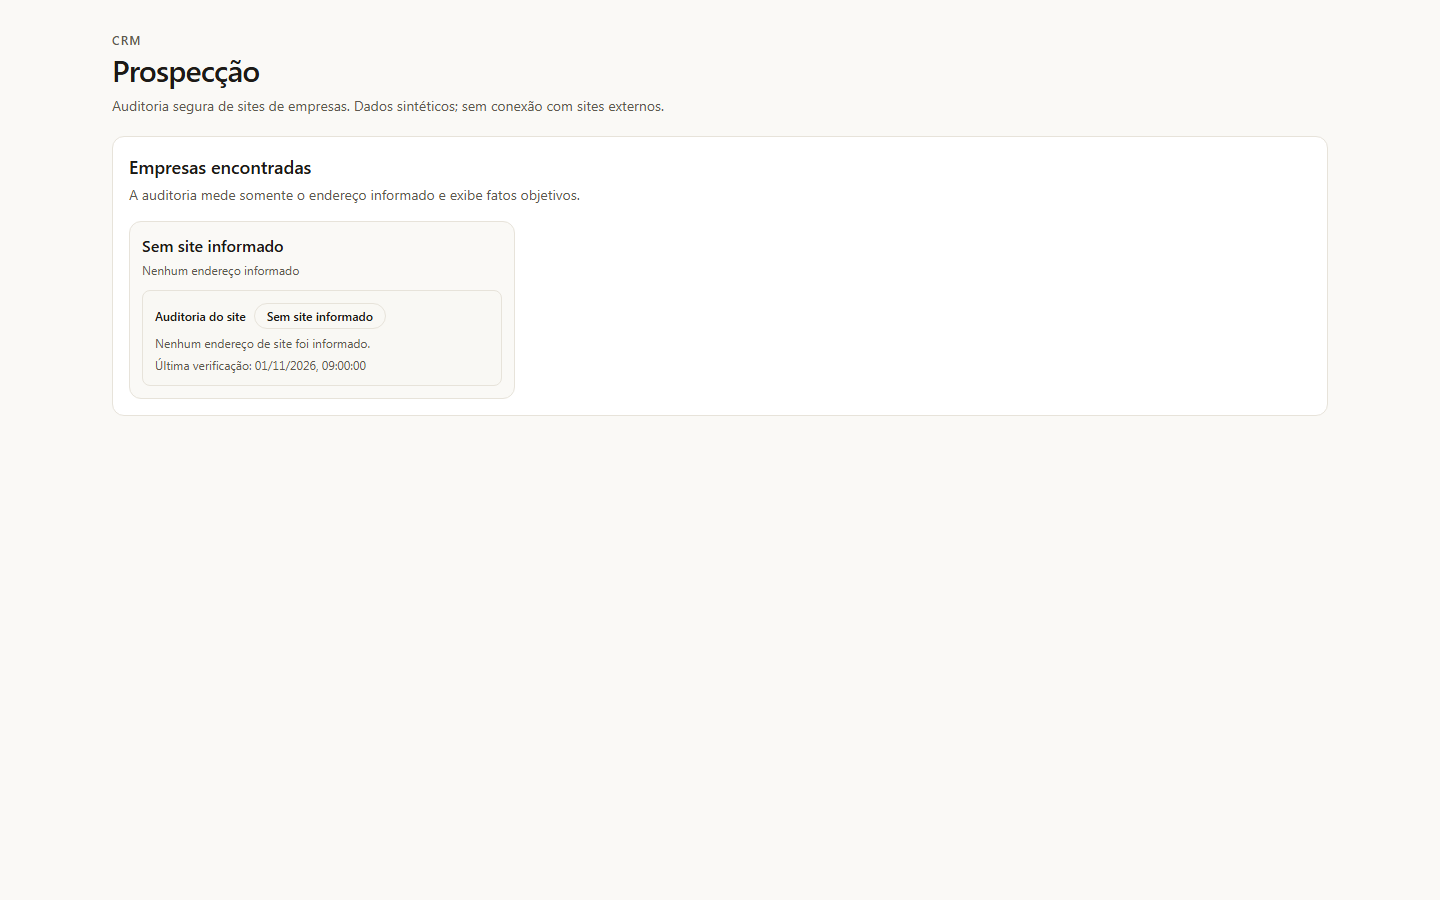 CRM
Prospecção
Auditoria segura de sites de empresas. Dados sintéticos; sem conexão com sites externos.
Empresas encontradas
A auditoria mede somente o endereço informado e exibe fatos objetivos.
Sem site informado
Nenhum endereço informado
Auditoria do site Sem site informado
Nenhum endereço de site foi informado.
Última verificação: 01/11/2026, 09:00:00